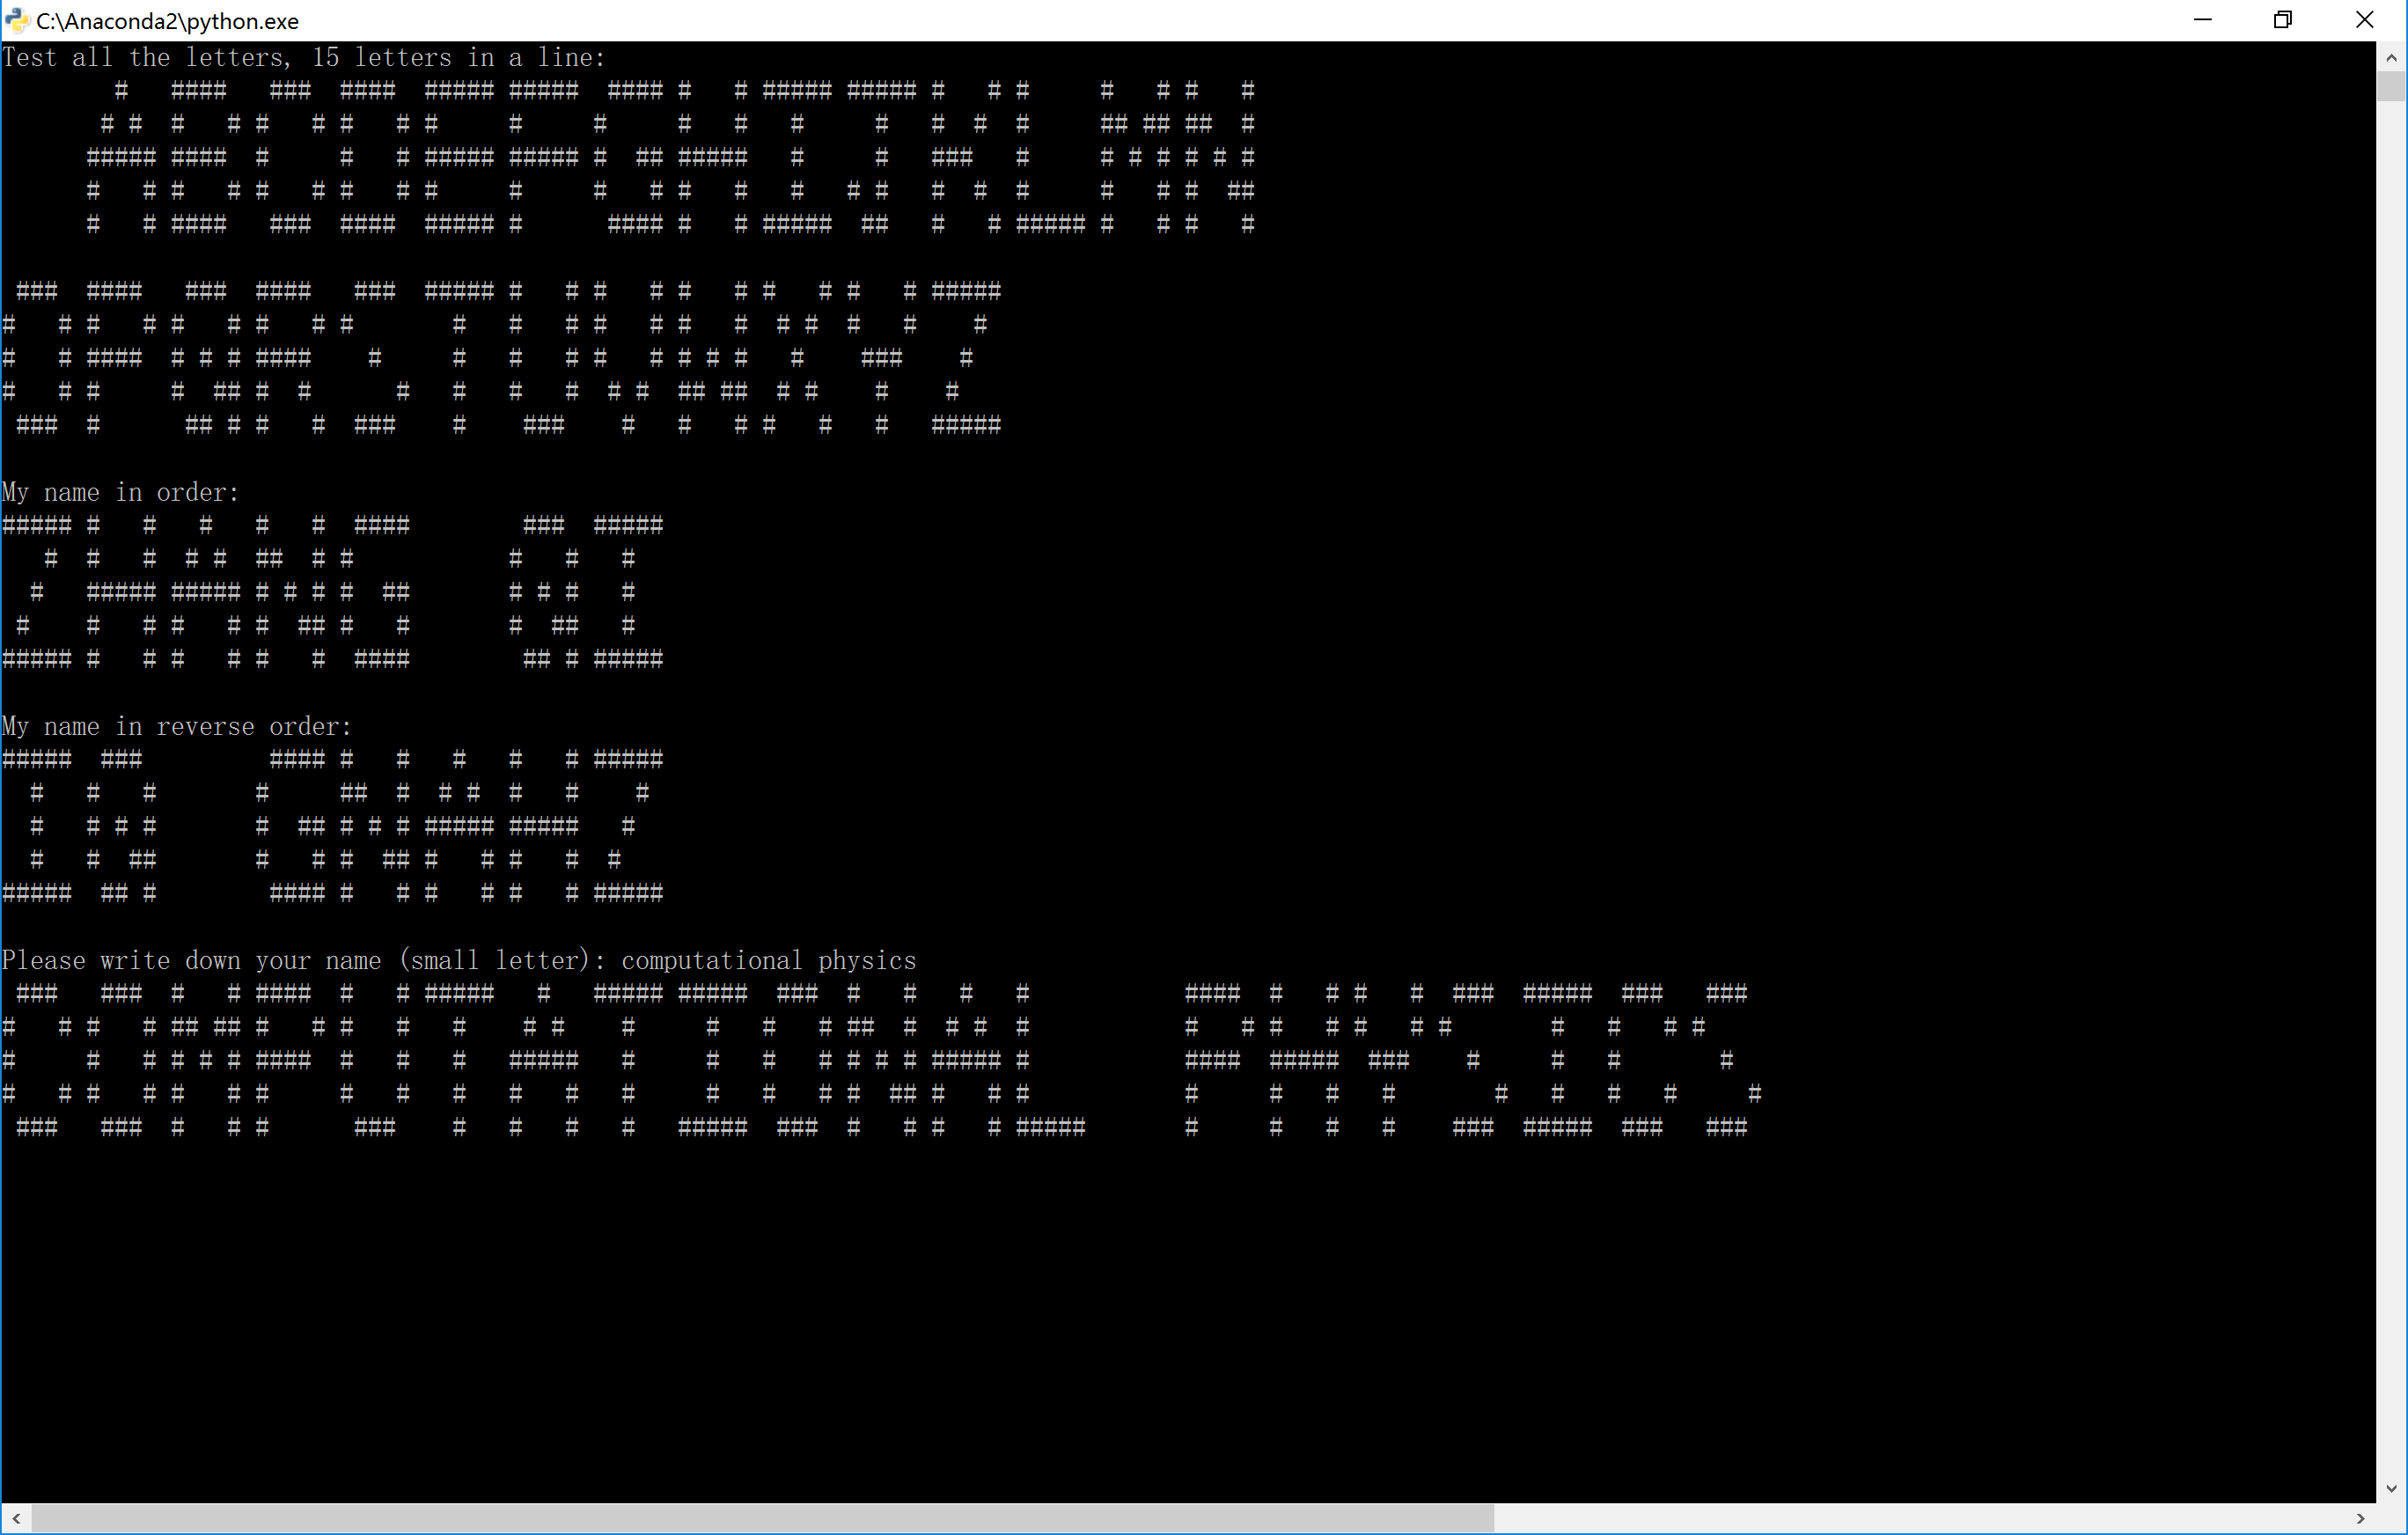 C:\Anaconda2\python.exe
Test all the letters, 15 letters in a line:
        #   ####   ###  ####  ##### #####  #### #   # ##### ##### #   # #     #   # #   #
       # #  #   # #   # #   # #     #     #     #   #   #     #   #  #  #     ## ## ##  #
      ##### ####  #     #   # ##### ##### #  ## #####   #     #   ###   #     # # # # # #
      #   # #   # #   # #   # #     #     #   # #   #   #   # #   #  #  #     #   # #  ##
      #   # ####   ###  ####  ##### #      #### #   # #####  ##   #   # ##### #   # #   #
 ###  ####   ###  ####   ###  ##### #   # #   # #   # #   # #   # #####
#   # #   # #   # #   # #       #   #   # #   # #   #  # #  #   #    #
#   # ####  # # # ####    #     #   #   # #   # # # #   #    ###    #
#   # #     #  ## #  #      #   #   #   #  # #  ## ##  # #    #    #
 ###  #      ## # #   #  ###    #    ###    #   #   # #   #   #   #####
My name in order:
##### #   #   #   #   #  ####        ###  #####
   #  #   #  # #  ##  # #           #   #   #
  #   ##### ##### # # # #  ##       # # #   #
 #    #   # #   # #  ## #   #       #  ##   #
##### #   # #   # #   #  ####        ## # #####
My name in reverse order:
#####  ###         #### #   #   #   #   # #####
  #   #   #       #     ##  #  # #  #   #    #
  #   # # #       #  ## # # # ##### #####   #
  #   #  ##       #   # #  ## #   # #   #  #
#####  ## #        #### #   # #   # #   # #####
Please write down your name (small letter): computational physics
 ###   ###  #   # ####  #   # #####   #   ##### #####  ###  #   #   #   #           ####  #   # #   #  ###  #####  ###   ###
#   # #   # ## ## #   # #   #   #    # #    #     #   #   # ##  #  # #  #           #   # #   # #   # #       #   #   # #
#     #   # # # # ####  #   #   #   #####   #     #   #   # # # # ##### #           ####  #####  ###    #     #   #       #
#   # #   # #   # #     #   #   #   #   #   #     #   #   # #  ## #   # #           #     #   #   #       #   #   #   #     #
 ###   ###  #   # #      ###    #   #   #   #   #####  ###  #   # #   # #####       #     #   #   #    ###  #####  ###   ###